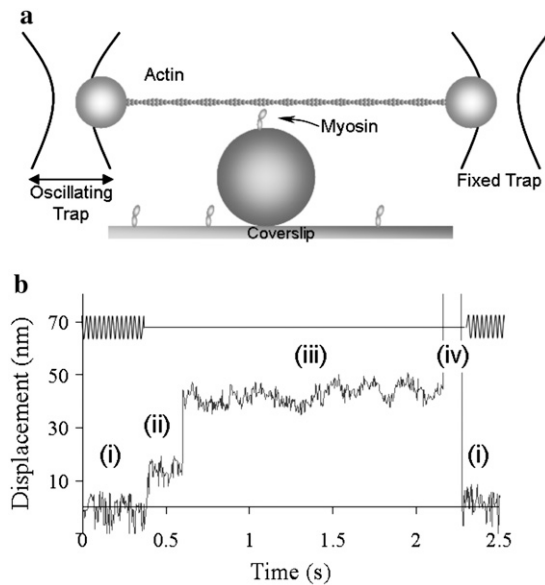 a
Actin
Myosin
Oscillating
Trap
Fixed Trap
Coverslip
b
Displacement (nm)
70
50
30
10
(i)
(ii)
(iii)
(iv)
(i)
0
0.5
1
1.5
2
2.5
Time (s)